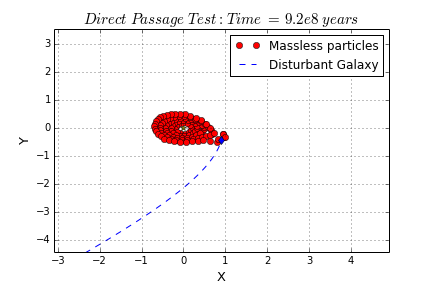 Direct Passage Test : Time = 9.2e8 years
Massless particles
Disturbant Galaxy
3
2
1
0
−1
−2
−3
−4
Y
−3 −2 −1 0 1 2 3 4
X